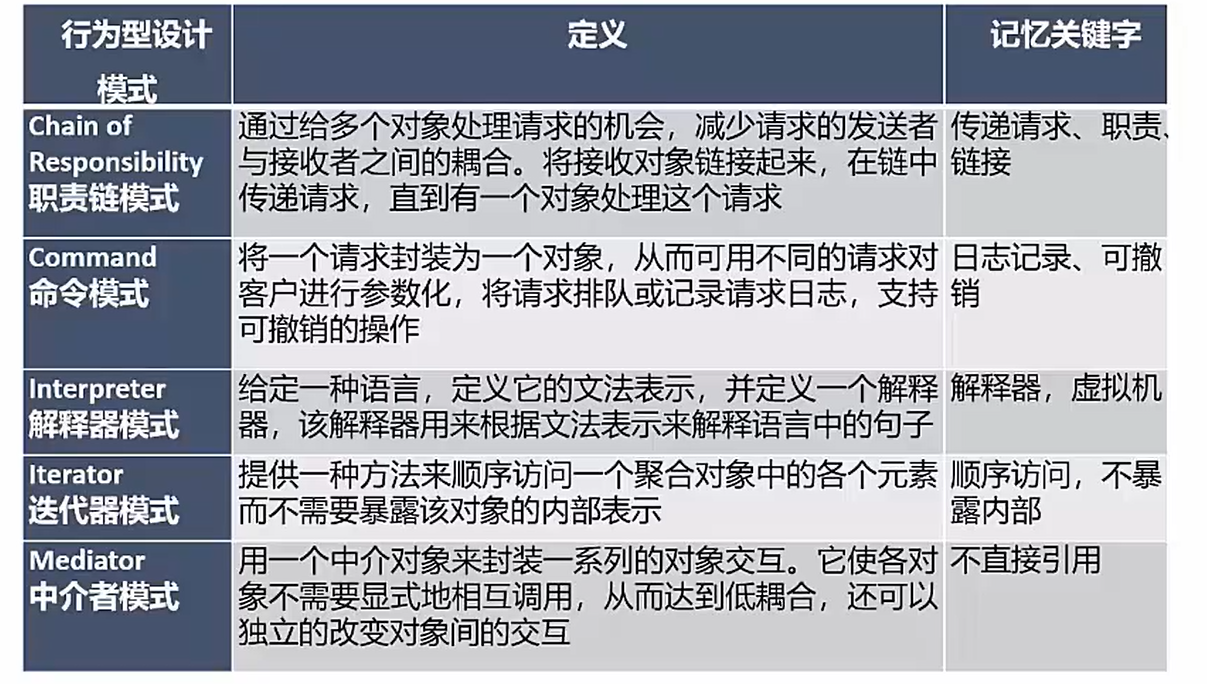 行为型设计
模式
定义
记忆关键字
Chain of
Responsibility
职责链模式
通过给多个对象处理请求的机会，减少请求的发送者
与接收者之间的耦合。将接收对象链接起来，在链中
传递请求，直到有一个对象处理这个请求
传递请求、职责、
链接
Command
命令模式
将一个请求封装为一个对象，从而可用不同的请求对
客户进行参数化，将请求排队或记录请求日志，支持
可撤销的操作
日志记录、可撤
销
Interpreter
解释器模式
给定一种语言，定义它的文法表示，并定义一个解释
器，该解释器用来根据文法表示来解释语言中的句子
解释器，虚拟机
Iterator
迭代器模式
提供一种方法来顺序访问一个聚合对象中的各个元素
而不需要暴露该对象的内部表示
顺序访问，不暴
露内部
Mediator
中介者模式
用一个中介对象来封装一系列的对象交互。它使各对
象不需要显式地相互调用，从而达到低耦合，还可以
独立的改变对象间的交互
不直接引用